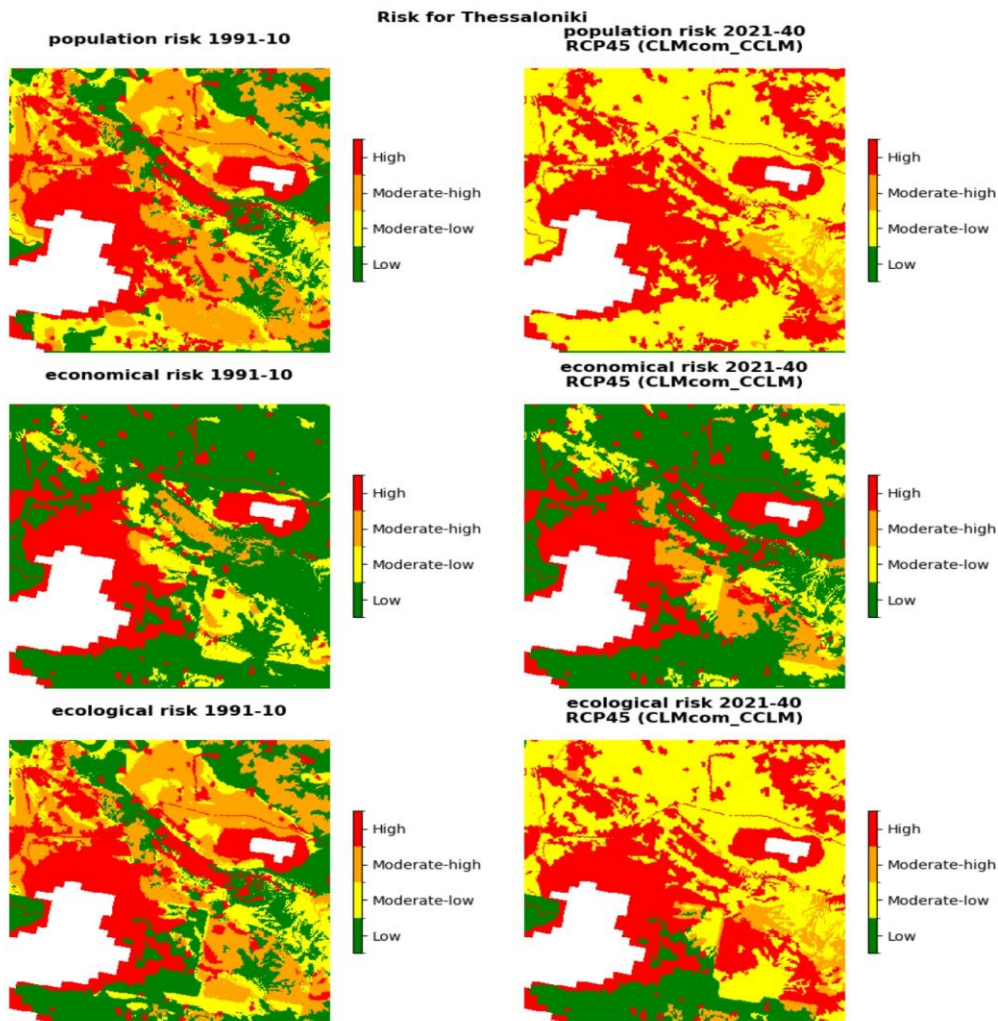 Risk for Thessaloniki
population risk 1991-10
High
Moderate-high
Moderate-low
Low
population risk 2021-40
RCP45 (CLMcom_CCLM)
High
Moderate-high
Moderate-low
Low
economical risk 1991-10
High
Moderate-high
Moderate-low
Low
economical risk 2021-40
RCP45 (CLMcom_CCLM)
High
Moderate-high
Moderate-low
Low
ecological risk 1991-10
High
Moderate-high
Moderate-low
Low
ecological risk 2021-40
RCP45 (CLMcom_CCLM)
High
Moderate-high
Moderate-low
Low